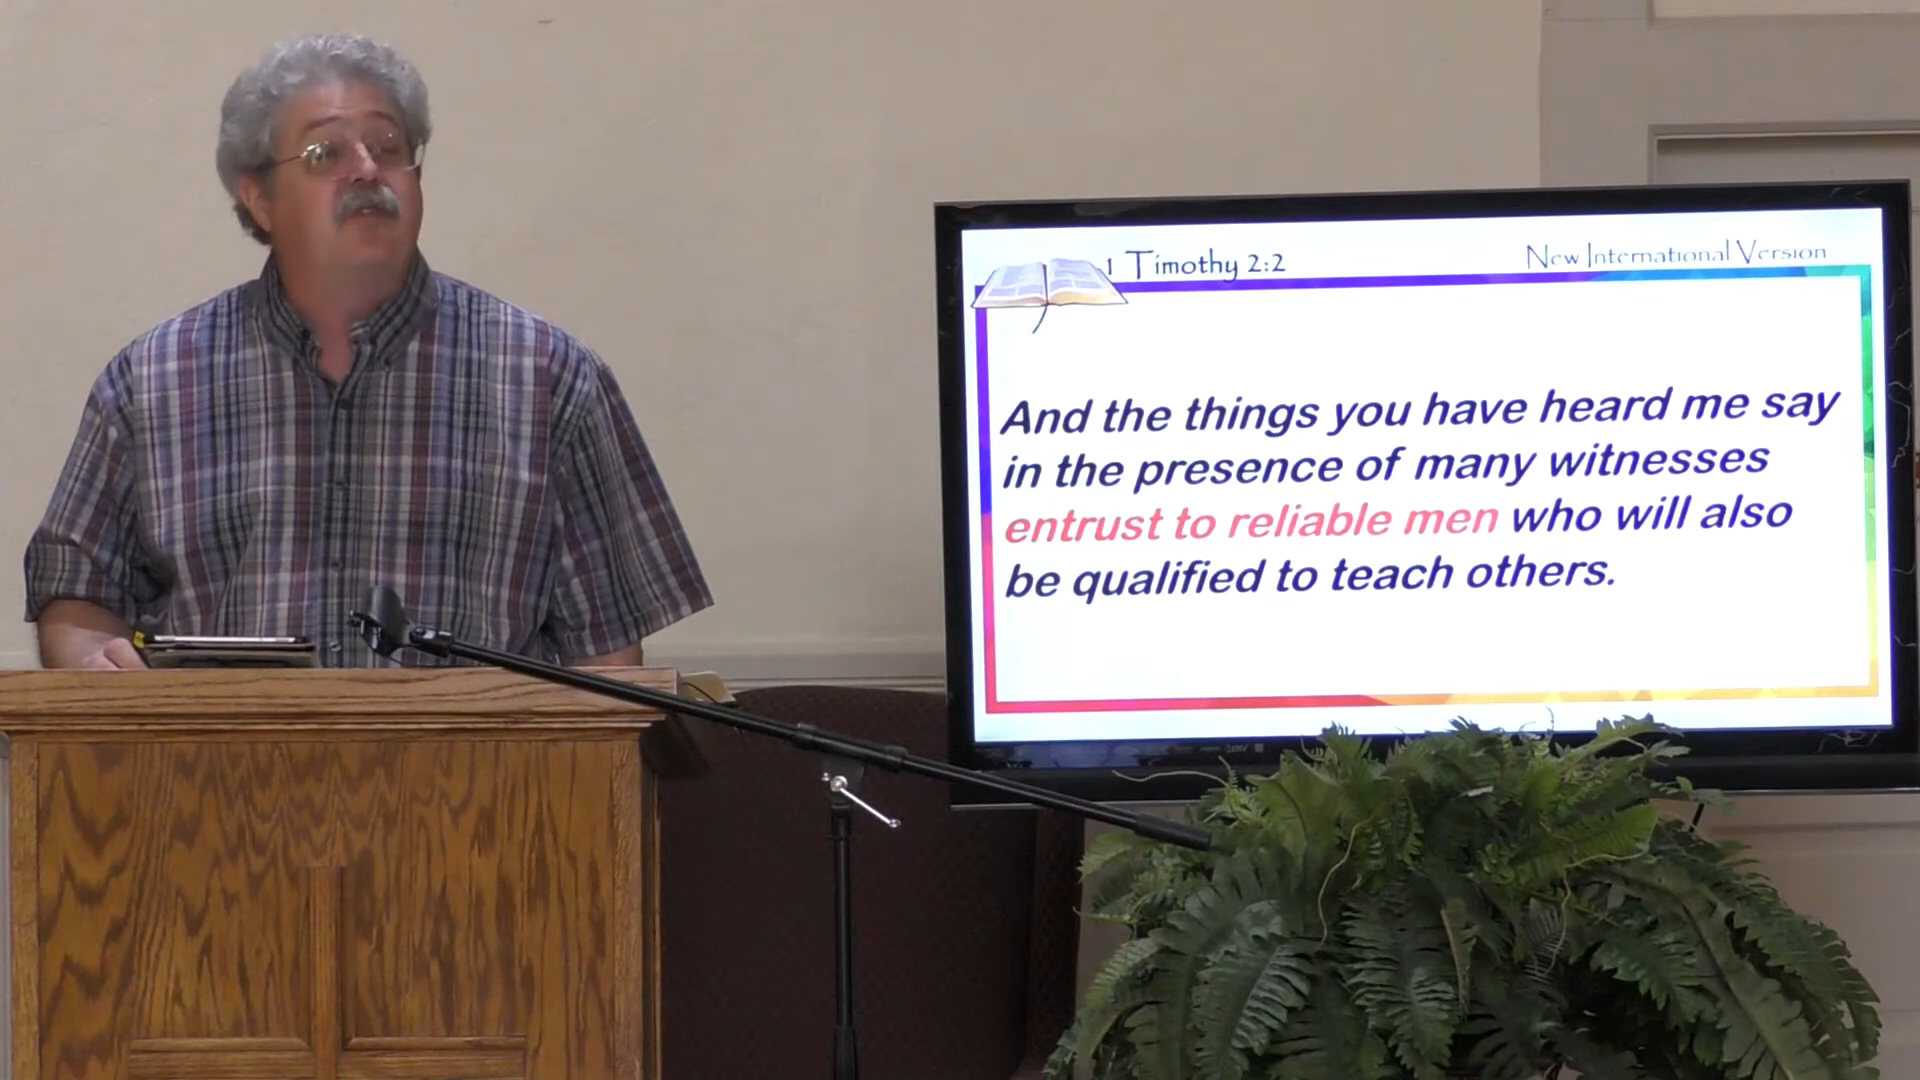 1 Timothy 2:2
New International Version
And the things you have heard me say
in the presence of many witnesses
entrust to reliable men who will also
be qualified to teach others.